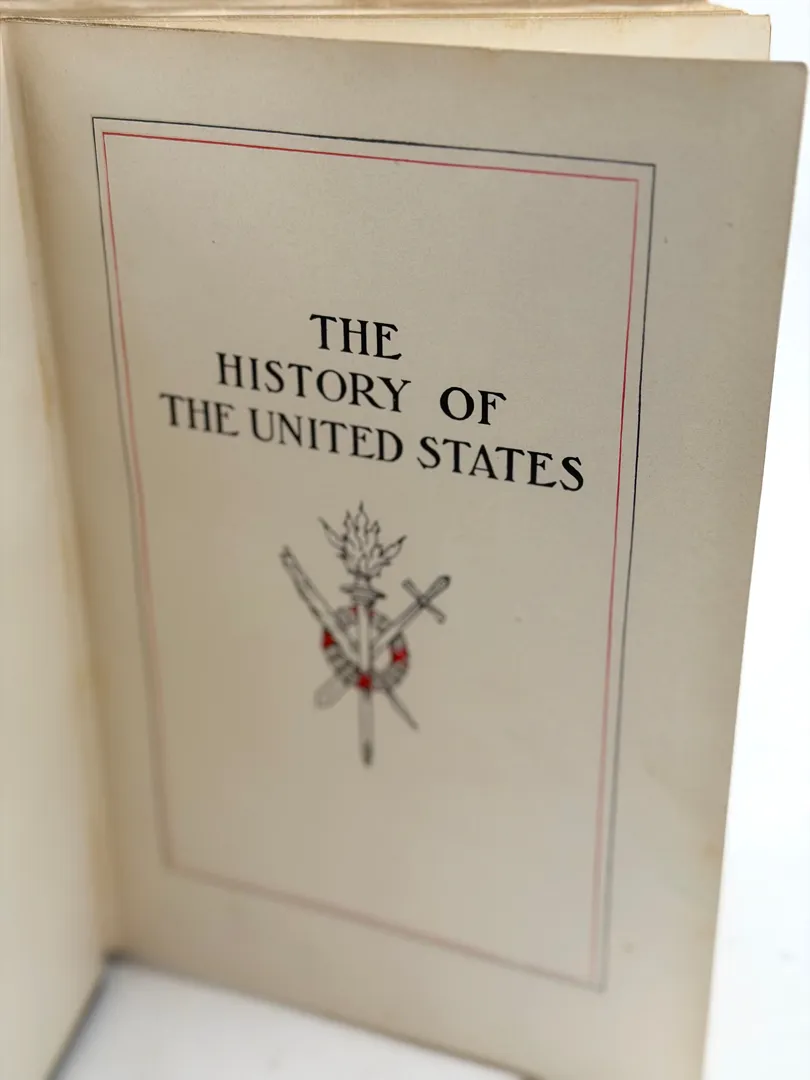 THE
HISTORY OF
THE UNITED STATES